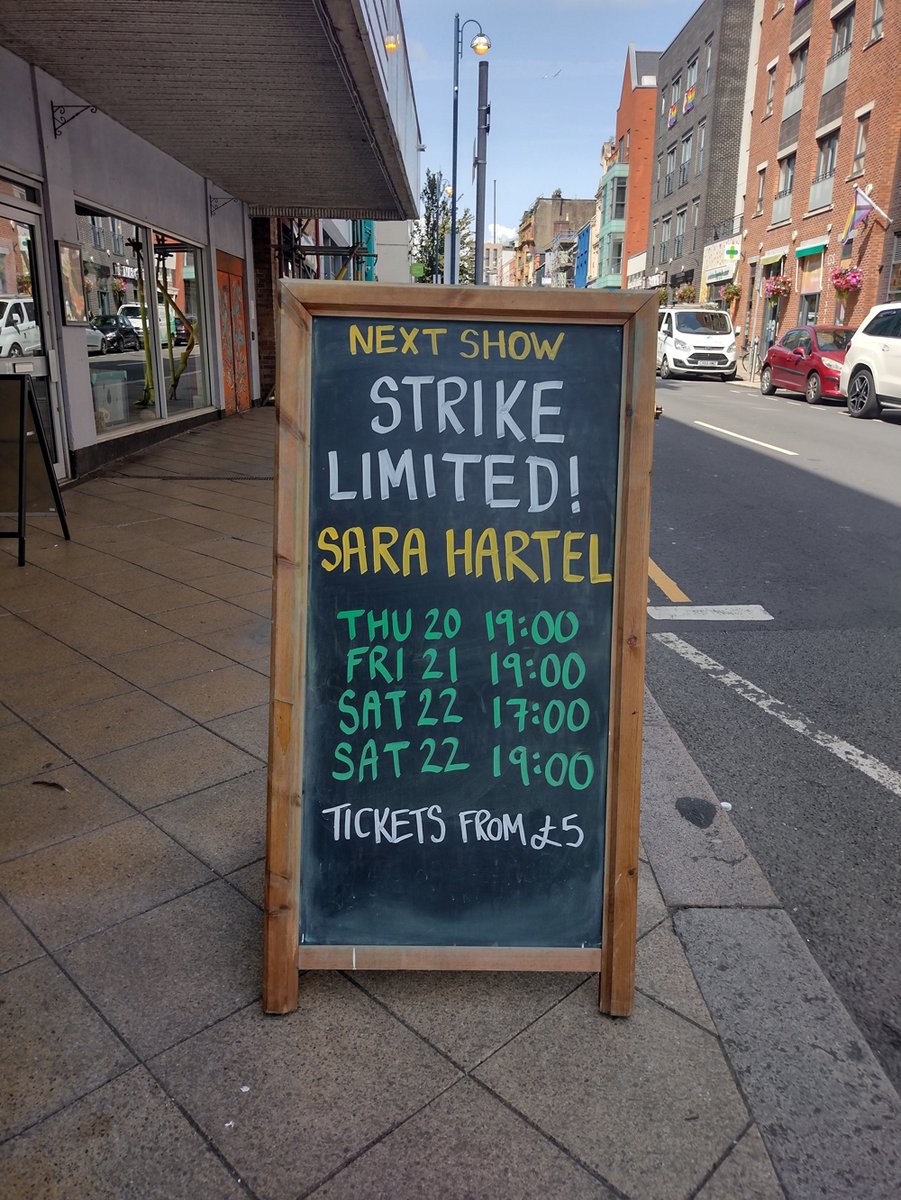 NEXT SHOW
STRIKE
LIMITED!
SARA HARTEL
THU 20 19:00
FRI 21 19:00
SAT 22 17:00
SAT 22 19:00
TICKETS FROM £5